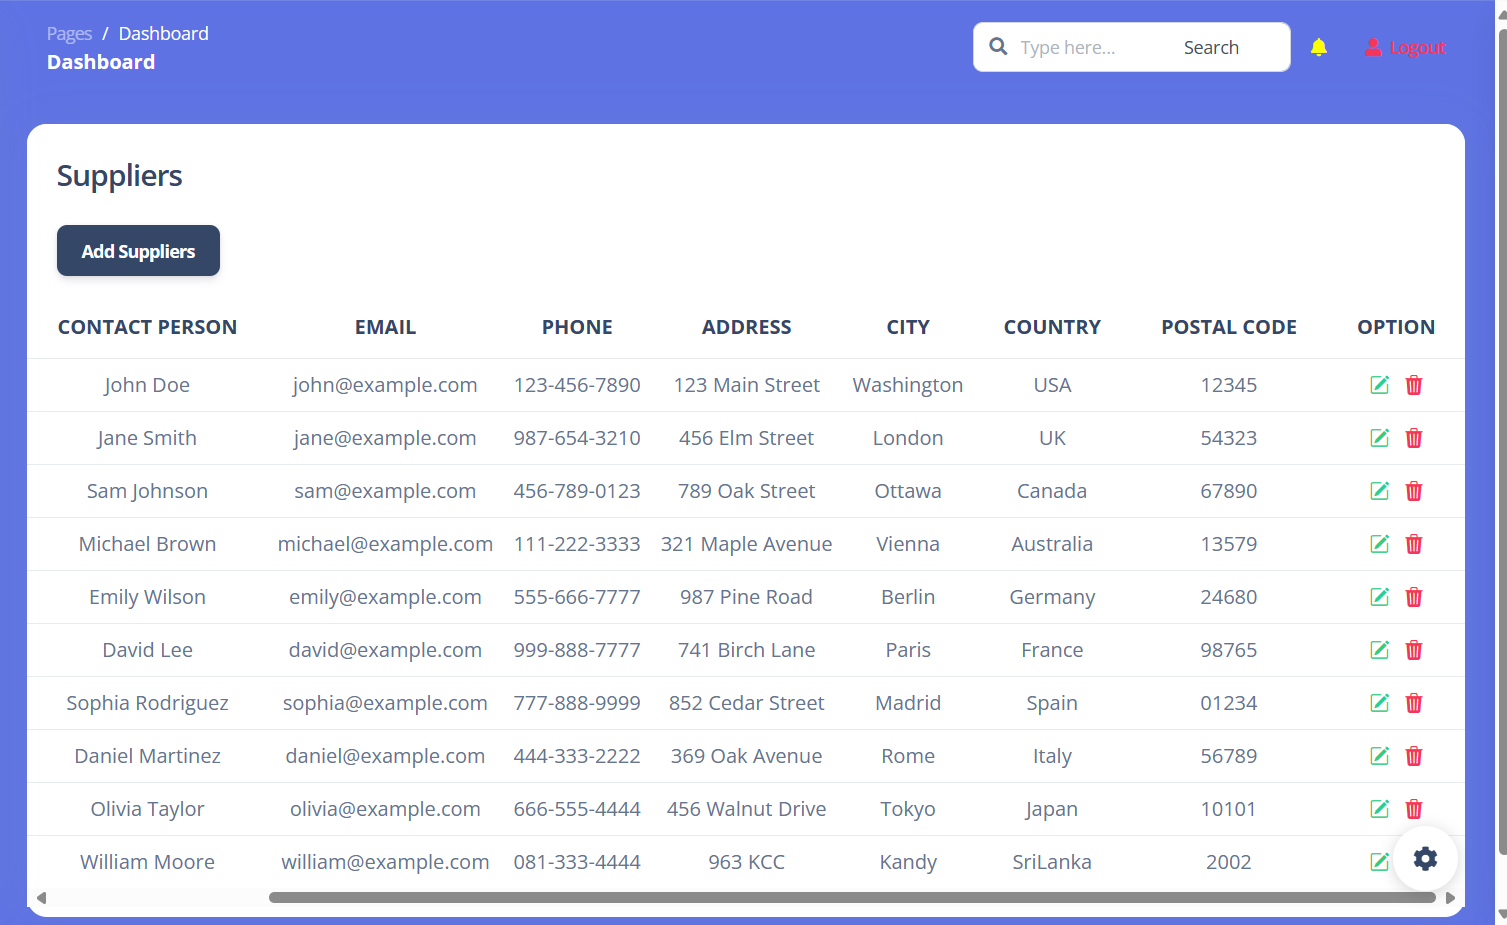 Pages / Dashboard
Dashboard
Type here... Search
Logout
Suppliers
Add Suppliers
CONTACT PERSON EMAIL PHONE ADDRESS CITY COUNTRY POSTAL CODE OPTION
John Doe john@example.com 123-456-7890 123 Main Street Washington USA 12345
Jane Smith jane@example.com 987-654-3210 456 Elm Street London UK 54323
Sam Johnson sam@example.com 456-789-0123 789 Oak Street Ottawa Canada 67890
Michael Brown michael@example.com 111-222-3333 321 Maple Avenue Vienna Australia 13579
Emily Wilson emily@example.com 555-666-7777 987 Pine Road Berlin Germany 24680
David Lee david@example.com 999-888-7777 741 Birch Lane Paris France 98765
Sophia Rodriguez sophia@example.com 777-888-9999 852 Cedar Street Madrid Spain 01234
Daniel Martinez daniel@example.com 444-333-2222 369 Oak Avenue Rome Italy 56789
Olivia Taylor olivia@example.com 666-555-4444 456 Walnut Drive Tokyo Japan 10101
William Moore william@example.com 081-333-4444 963 KCC Kandy SriLanka 2002